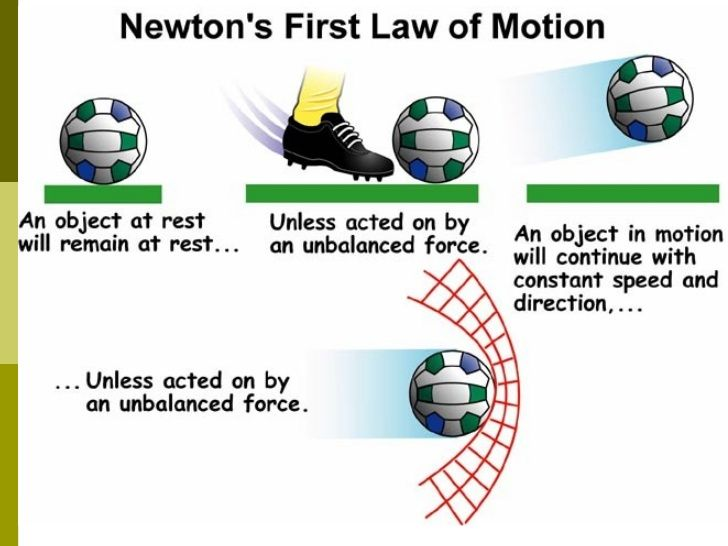 Newton's First Law of Motion
An object at rest
will remain at rest...
Unless acted on by
an unbalanced force.
An object in motion
will continue with
constant speed and
direction,...
... Unless acted on by
an unbalanced force.